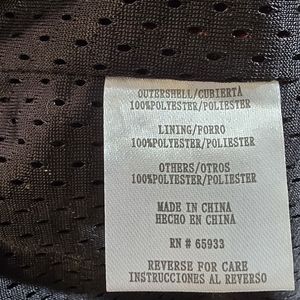 OUTERSHELL/CUBIERTA
100%POLYESTER/POLIESTER
LINING/FORRO
100%POLYESTER/POLIESTER
OTHERS/OTROS
100%POLYESTER/POLIESTER
MADE IN CHINA
HECHO EN CHINA
RN # 65933
REVERSE FOR CARE
INSTRUCCIONES AL REVERSO